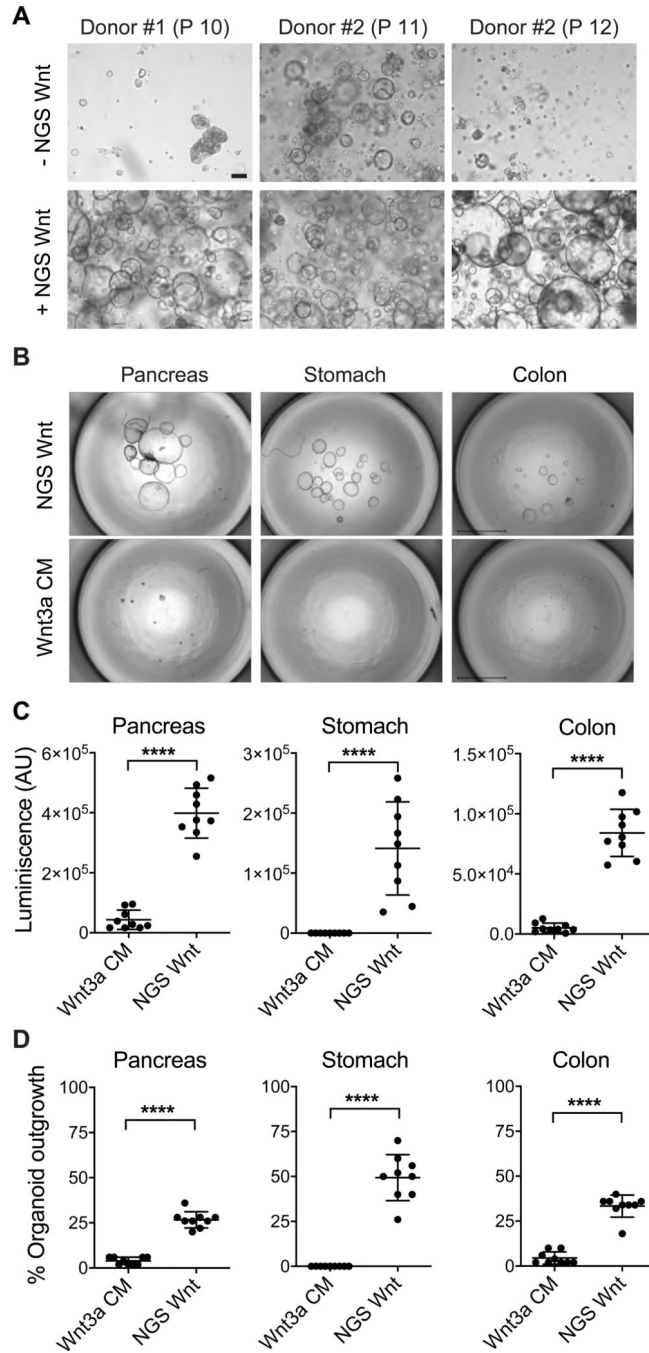 A
Donor #1 (P 10)
Donor #2 (P 11)
Donor #2 (P 12)
- NGS Wnt
+ NGS Wnt
B
Pancreas
Stomach
Colon
NGS Wnt
Wnt3a CM
C
Pancreas
Stomach
Colon
Luminiscence (AU)
6×10⁵
4×10⁵
2×10⁵
0
****
Wnt3a CM
NGS Wnt
3×10⁵
2×10⁵
1×10⁵
0
****
Wnt3a CM
NGS Wnt
1.5×10⁵
1.0×10⁵
5.0×10⁴
0.0
****
Wnt3a CM
NGS Wnt
D
Pancreas
Stomach
Colon
% Organoid outgrowth
100
75
50
25
0
****
Wnt3a CM
NGS Wnt
100
75
50
25
0
****
Wnt3a CM
NGS Wnt
100
75
50
25
0
****
Wnt3a CM
NGS Wnt